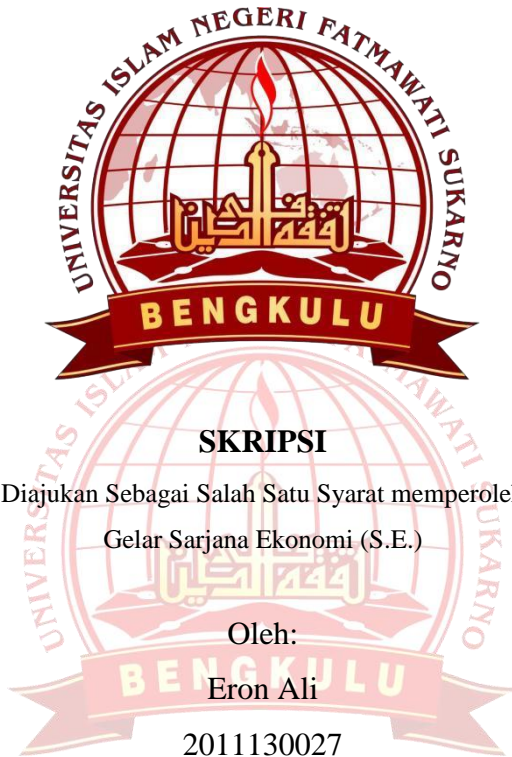 UNIVERSITAS ISLAM NEGERI FATMAWATI SUKARNO
BENGKULU
SKRIPSI
Diajukan Sebagai Salah Satu Syarat memperoleh
Gelar Sarjana Ekonomi (S.E.)
Oleh:
Eron Ali
2011130027